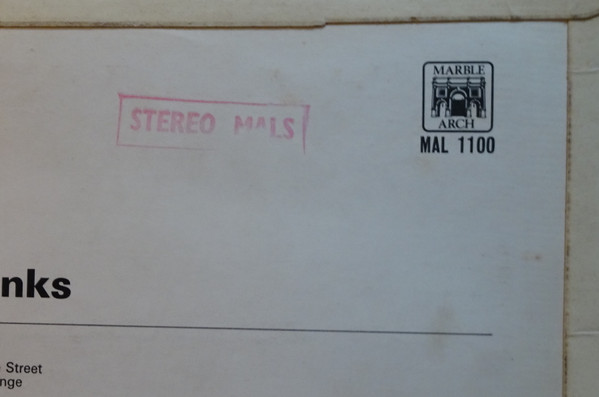 MARBLE
ARCH
MAL 1100
STEREO MALS
nks
Street
nge